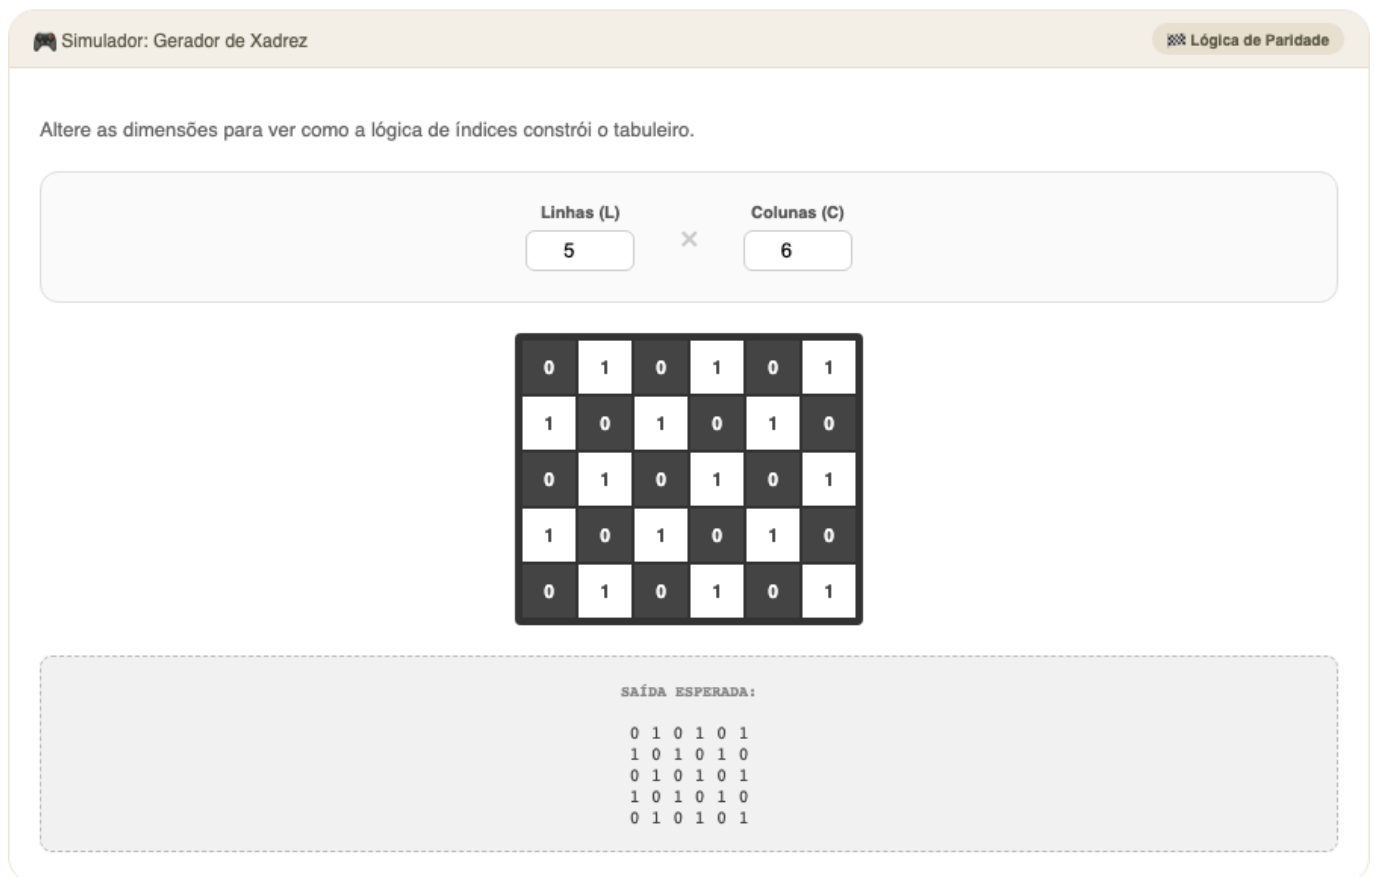 🎮 Simulador: Gerador de Xadrez
🏁 Lógica de Paridade
Altere as dimensões para ver como a lógica de índices constrói o tabuleiro.
Linhas (L)
Colunas (C)
5
×
6
0 1 0 1 0 1
1 0 1 0 1 0
0 1 0 1 0 1
1 0 1 0 1 0
0 1 0 1 0 1
SAÍDA ESPERADA:
0 1 0 1 0 1
1 0 1 0 1 0
0 1 0 1 0 1
1 0 1 0 1 0
0 1 0 1 0 1